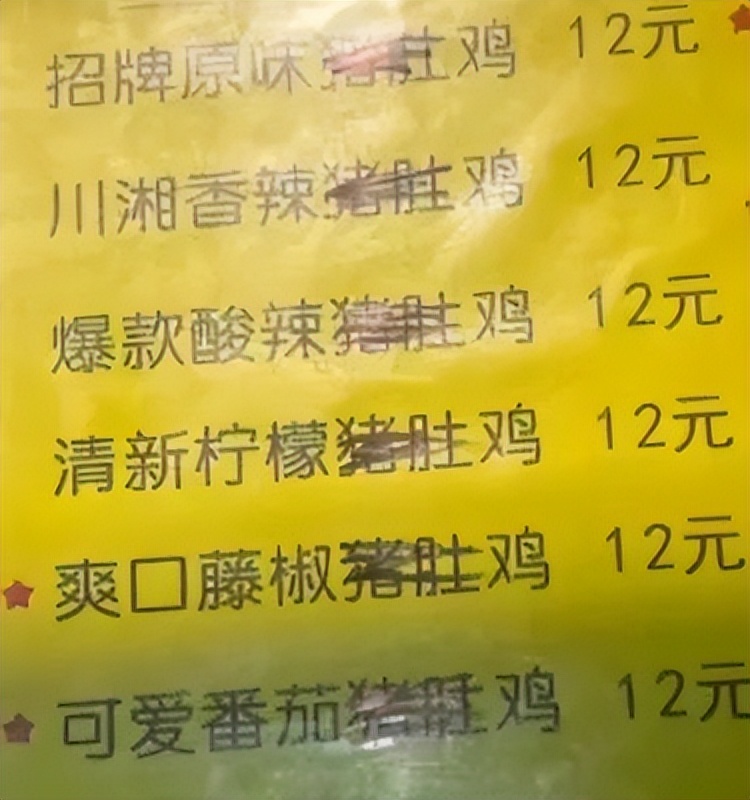 招牌原味猪肚鸡 12元
川湘香辣猪肚鸡 12元
爆款酸辣猪肚鸡 12元
清新柠檬猪肚鸡 12元
爽口藤椒猪肚鸡 12元
可爱番茄猪肚鸡 12元